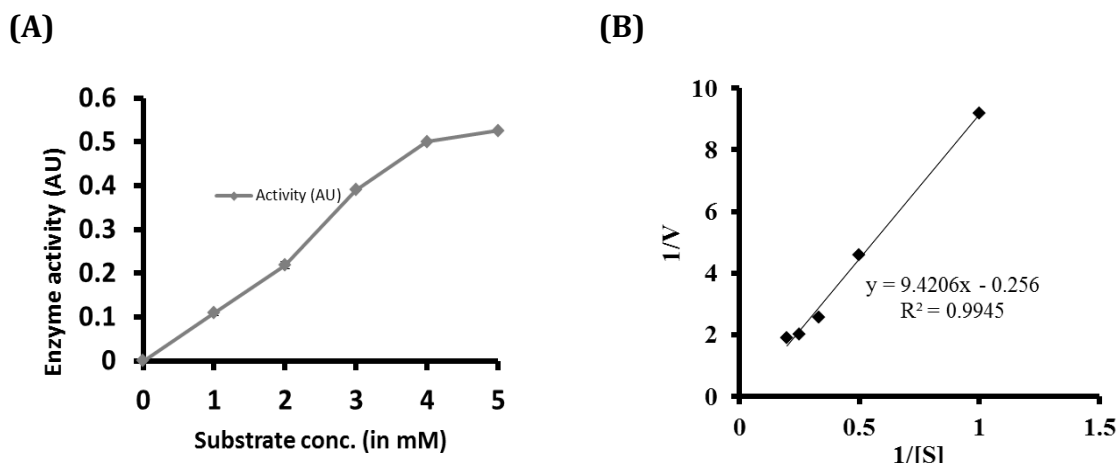 (A)
(B)
0.6
0.5
0.4
0.3
0.2
0.1
0
Enzyme activity (AU)
Activity (AU)
0 1 2 3 4 5
Substrate conc. (in mM)
10
8
6
4
2
0
1/V
y = 9.4206x - 0.256
R² = 0.9945
0 0.5 1 1.5
1/[S]